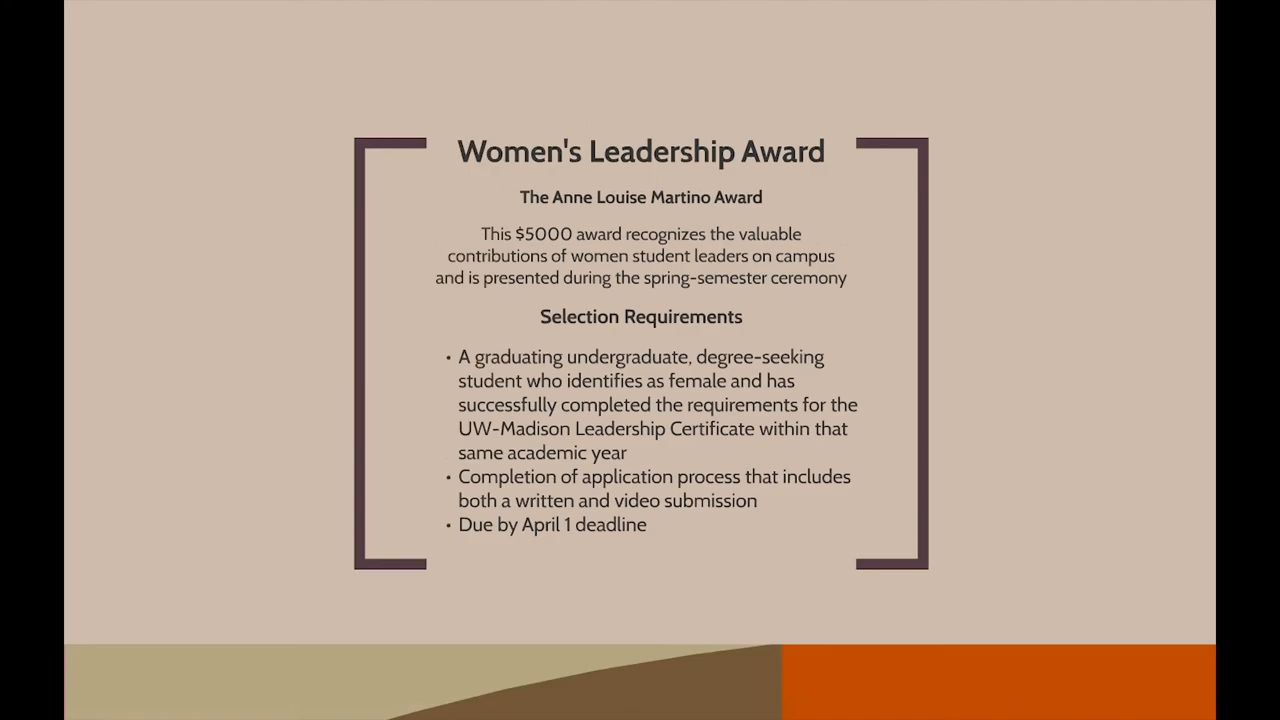 Women's Leadership Award
The Anne Louise Martino Award
This $5000 award recognizes the valuable
contributions of women student leaders on campus
and is presented during the spring-semester ceremony
Selection Requirements
• A graduating undergraduate, degree-seeking
student who identifies as female and has
successfully completed the requirements for the
UW-Madison Leadership Certificate within that
same academic year
• Completion of application process that includes
both a written and video submission
• Due by April 1 deadline